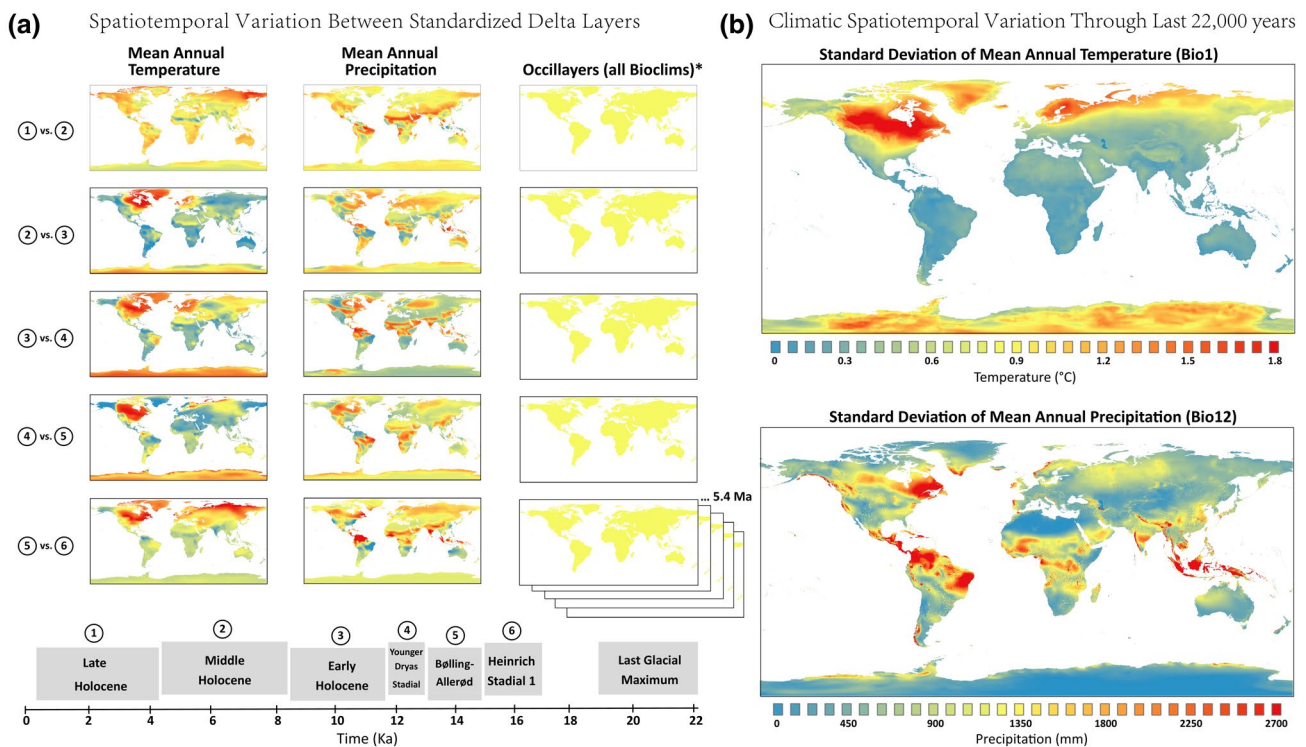 (a) Spatiotemporal Variation Between Standardized Delta Layers
Mean Annual
Temperature
Mean Annual
Precipitation
Occillayers (all Bioclims)*
1 vs. 2
2 vs. 3
3 vs. 4
4 vs. 5
5 vs. 6
... 5.4 Ma
1
2
3
4
5
6
Late
Holocene
Middle
Holocene
Early
Holocene
Younger
Dryas
Stadial
Bølling-
Allerød
Heinrich
Stadial 1
Last Glacial
Maximum
0 2 4 6 8 10 12 14 16 18 20 22
Time (Ka)
(b) Climatic Spatiotemporal Variation Through Last 22,000 years
Standard Deviation of Mean Annual Temperature (Bio1)
0 0.3 0.6 0.9 1.2 1.5 1.8
Temperature (°C)
Standard Deviation of Mean Annual Precipitation (Bio12)
0 450 900 1350 1800 2250 2700
Precipitation (mm)